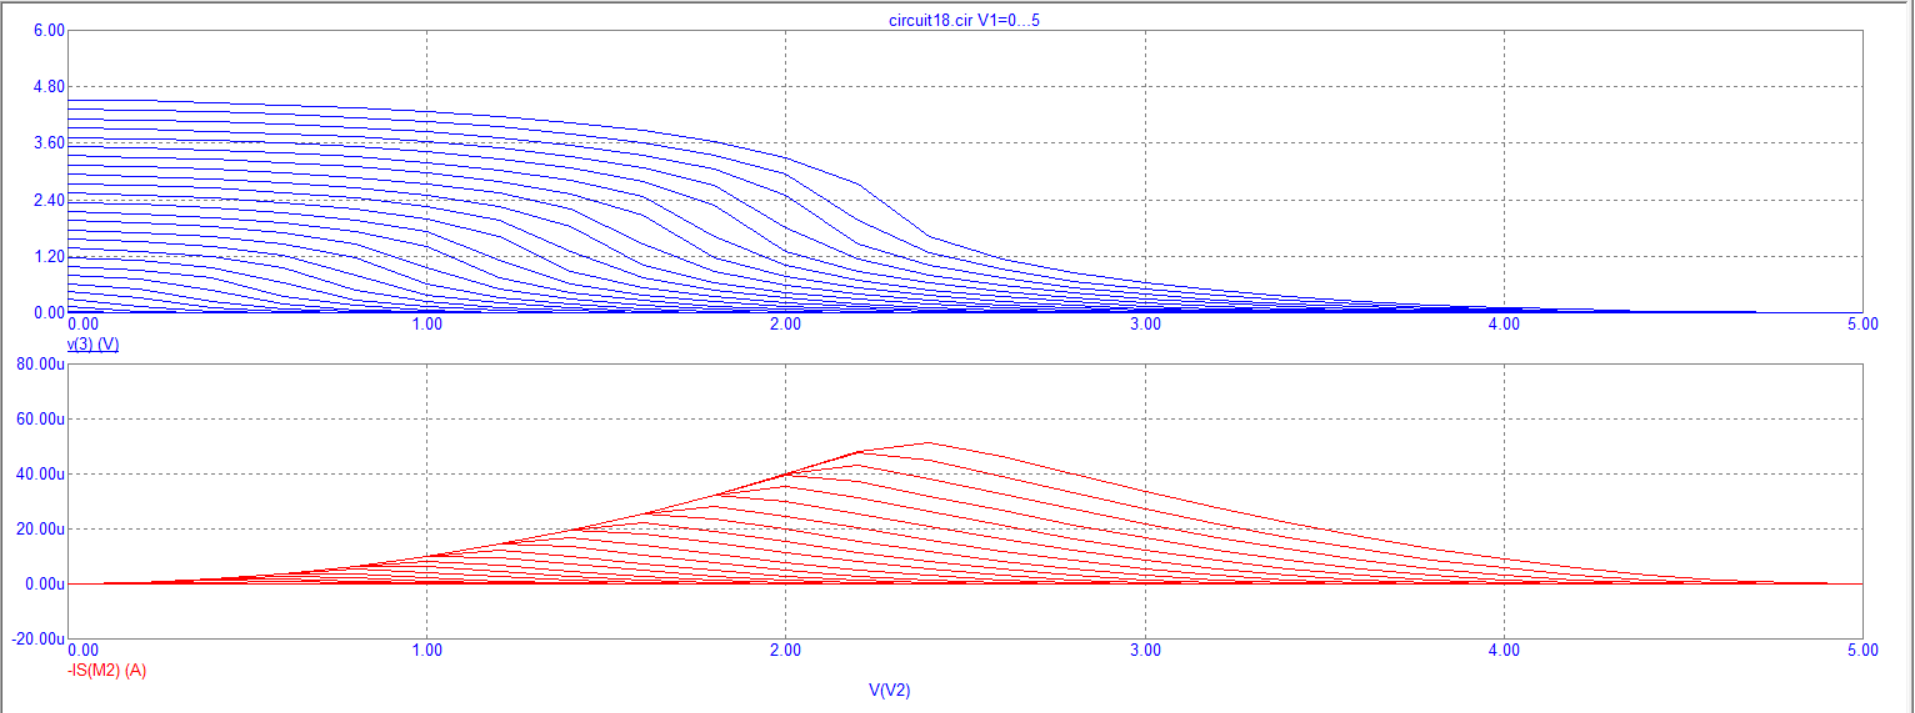 circuit18.cir V1=0...5
6.00
4.80
3.60
2.40
1.20
0.00
0.00 1.00 2.00 3.00 4.00 5.00
v(3) (V)
80.00u
60.00u
40.00u
20.00u
0.00u
-20.00u
0.00 1.00 2.00 3.00 4.00 5.00
-IS(M2) (A)
V(V2)